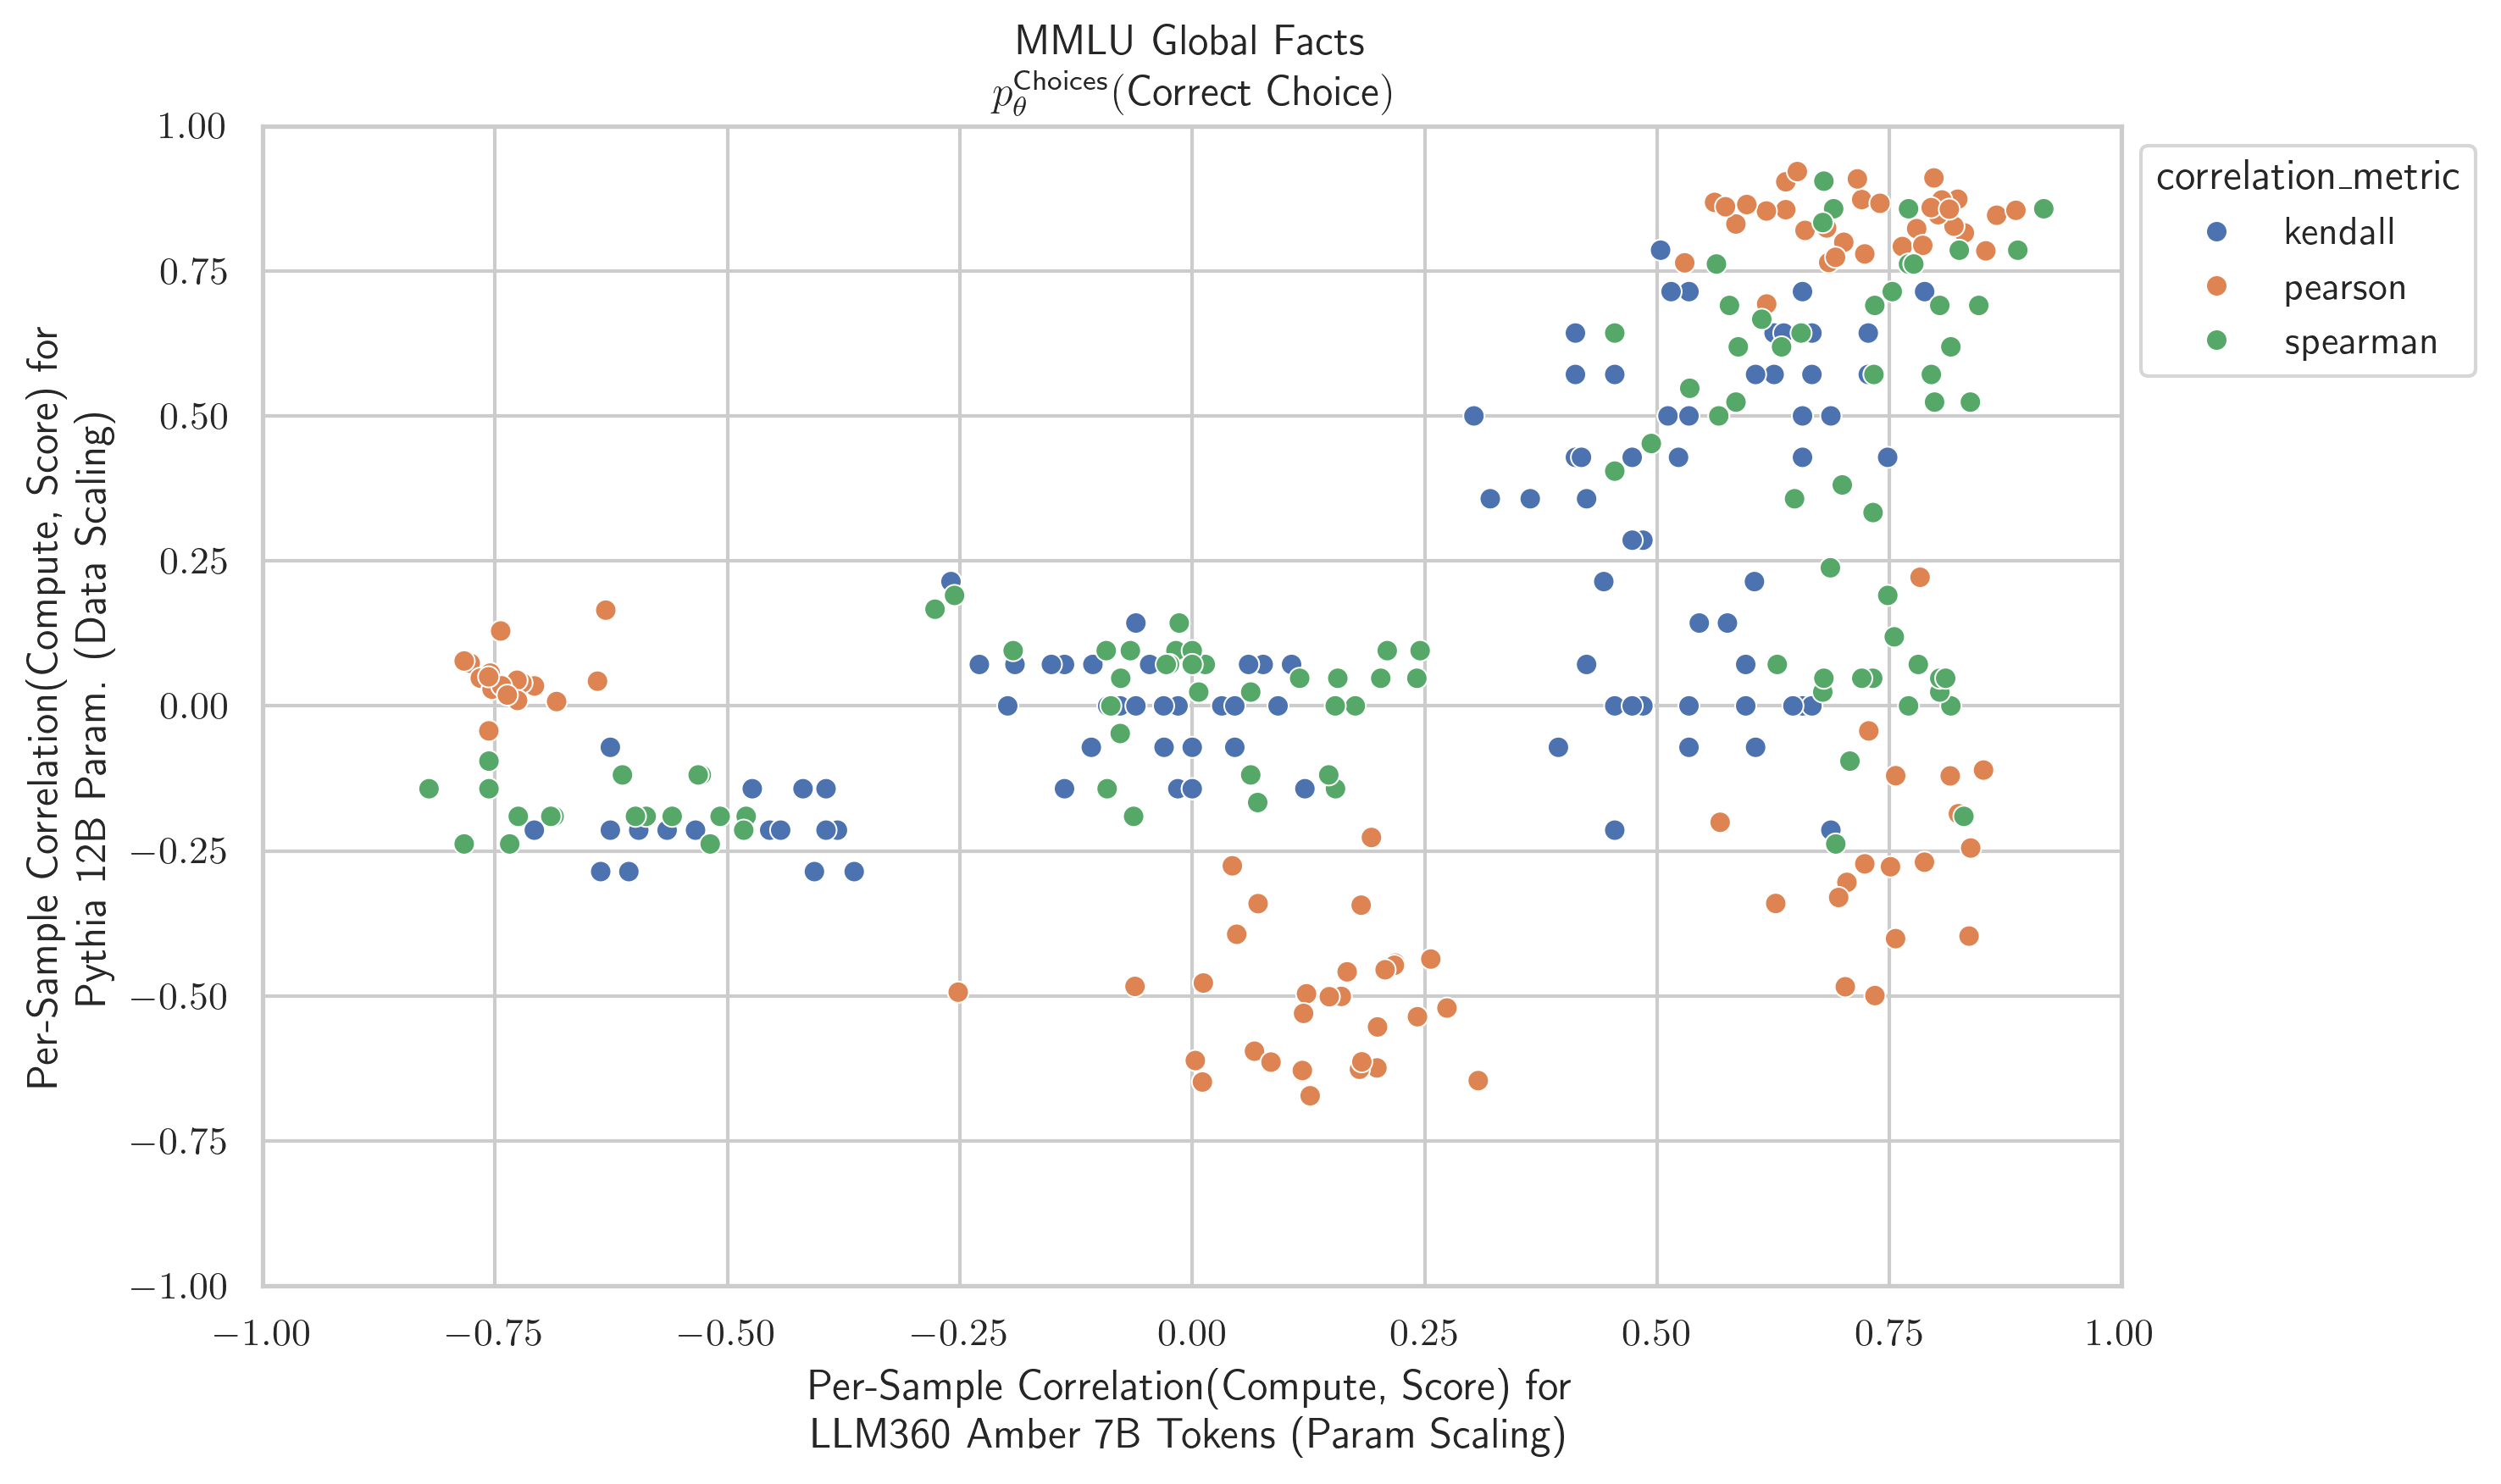 MMLU Global Facts
p_θ^Choices(Correct Choice)
1.00
0.75
0.50
0.25
0.00
−0.25
−0.50
−0.75
−1.00
Per-Sample Correlation(Compute, Score) for
Pythia 12B Param. (Data Scaling)
correlation_metric
kendall
pearson
spearman
−1.00 −0.75 −0.50 −0.25 0.00 0.25 0.50 0.75 1.00
Per-Sample Correlation(Compute, Score) for
LLM360 Amber 7B Tokens (Param Scaling)